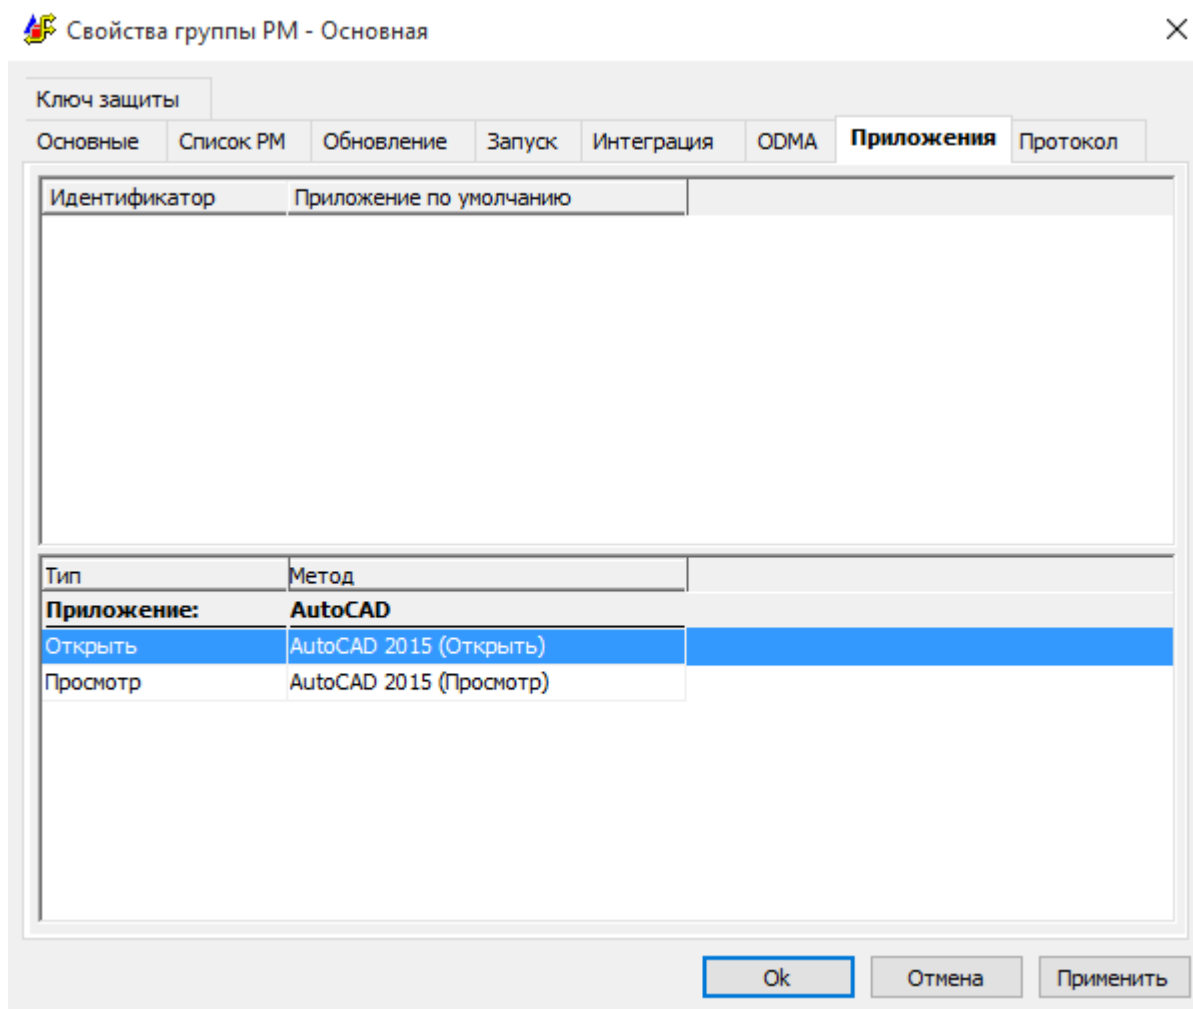 Свойства группы РМ - Основная
Ключ защиты
Основные Список РМ Обновление Запуск Интеграция ODMA Приложения Протокол
Идентификатор Приложение по умолчанию
Тип Метод
Приложение: AutoCAD
Открыть AutoCAD 2015 (Открыть)
Просмотр AutoCAD 2015 (Просмотр)
Ok Отмена Применить